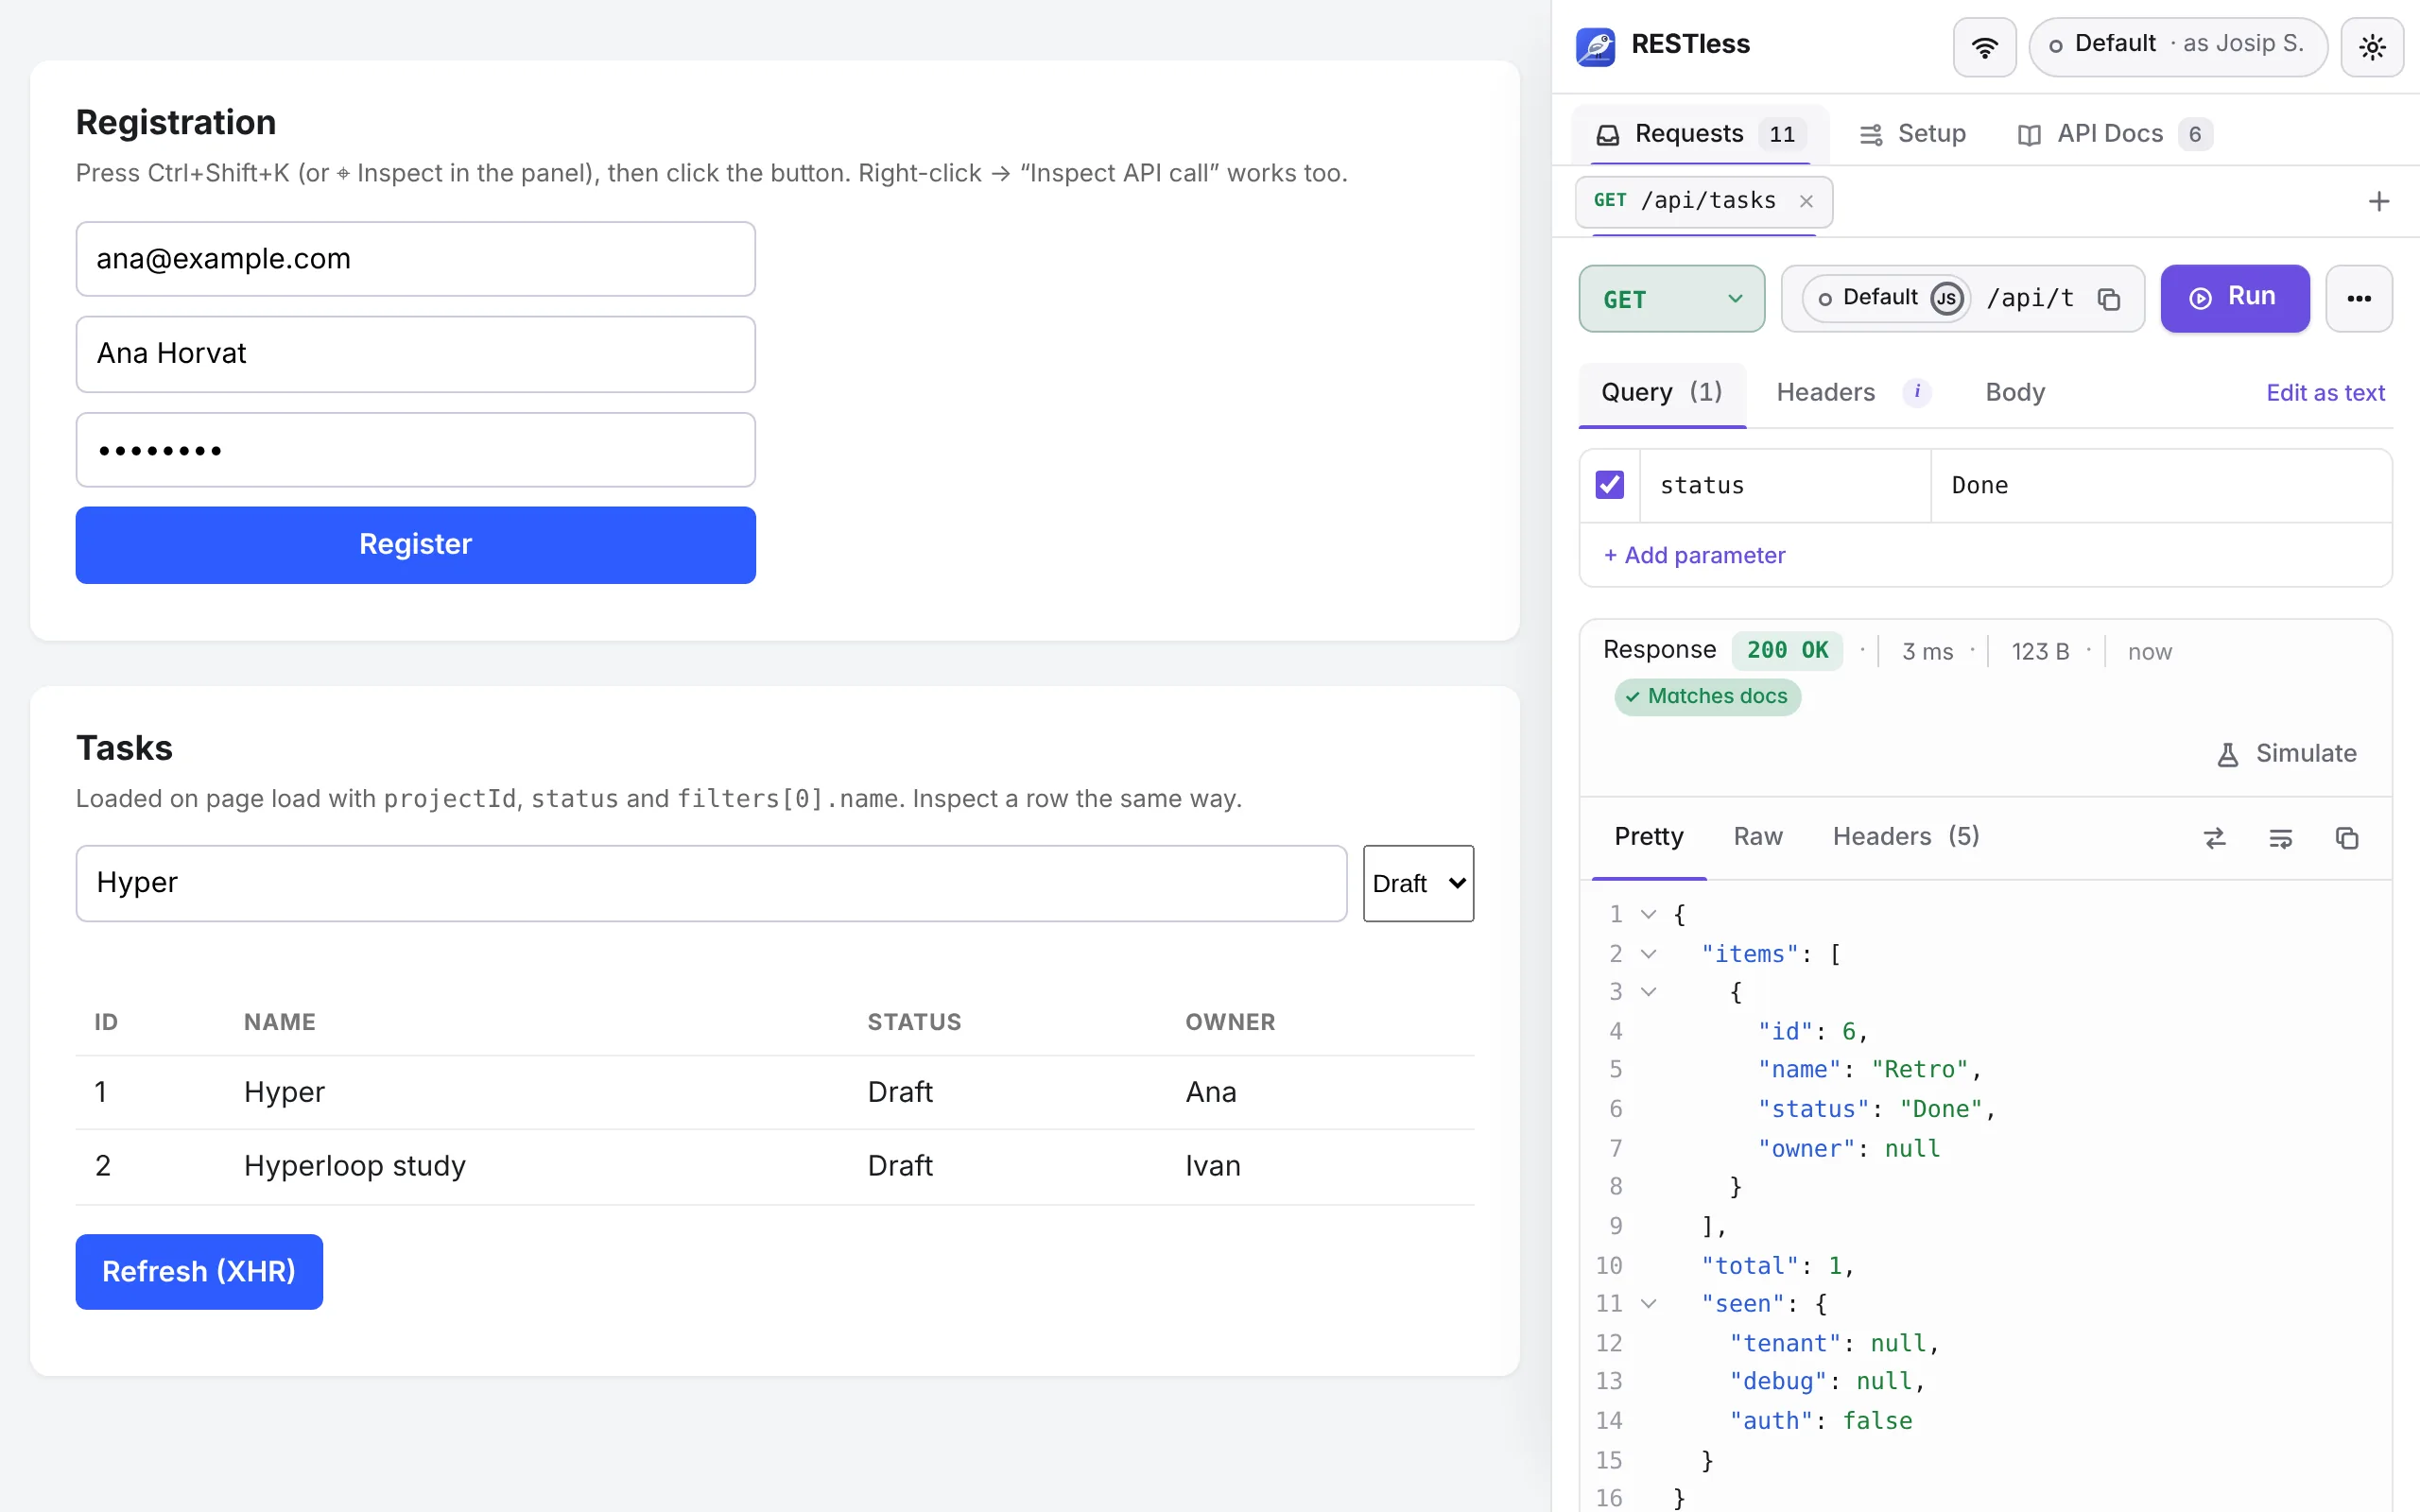 Registration
Press Ctrl+Shift+K (or ⌖ Inspect in the panel), then click the button. Right-click → “Inspect API call” works too.
ana@example.com
Ana Horvat
••••••••
Register
Tasks
Loaded on page load with projectId, status and filters[0].name. Inspect a row the same way.
Hyper
Draft
ID NAME STATUS OWNER
1 Hyper Draft Ana
2 Hyperloop study Draft Ivan
Refresh (XHR)
RESTless
Default · as Josip S.
Requests 11 Setup API Docs 6
GET /api/tasks ×
+
GET Default JS /api/t Run •••
Query (1) Headers i Body Edit as text
status Done
+ Add parameter
Response 200 OK · 3 ms · 123 B · now
✓ Matches docs
Simulate
Pretty Raw Headers (5)
1 {
2 "items": [
3 {
4 "id": 6,
5 "name": "Retro",
6 "status": "Done",
7 "owner": null
8 }
9 ],
10 "total": 1,
11 "seen": {
12 "tenant": null,
13 "debug": null,
14 "auth": false
15 }
16 }